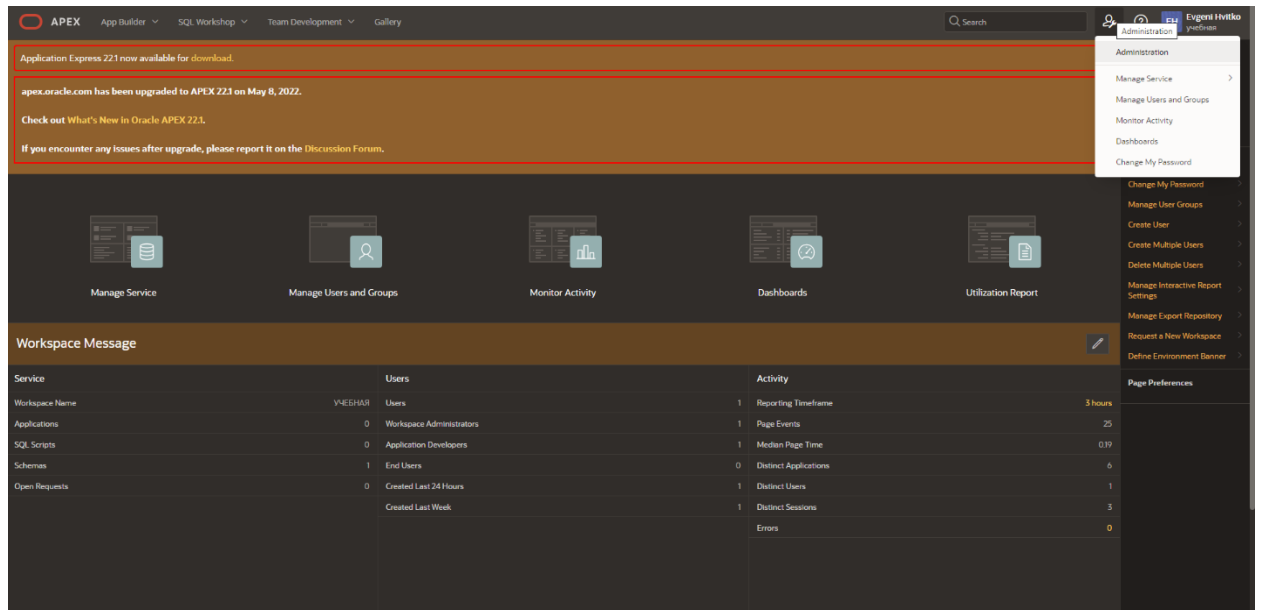 APEX App Builder SQL Workshop Team Development Gallery Search EH Evgeni Hvitko
учебная
Administration
Application Express 22.1 now available for download.
apex.oracle.com has been upgraded to APEX 22.1 on May 8, 2022.
Check out What's New in Oracle APEX 22.1.
If you encounter any issues after upgrade, please report it on the Discussion Forum.
Administration
Manage Service
Manage Users and Groups
Monitor Activity
Dashboards
Change My Password
Manage Service
Manage Users and Groups
Monitor Activity
Dashboards
Utilization Report
Change My Password
Manage User Groups
Create User
Create Multiple Users
Delete Multiple Users
Manage Interactive Report
Settings
Manage Export Repository
Request a New Workspace
Define Environment Banner
Page Preferences
Workspace Message
Service
Workspace Name УЧЕБНАЯ
Applications 0
SQL Scripts 0
Schemas 1
Open Requests 0
Users
Users 1
Workspace Administrators 1
Application Developers 1
End Users 0
Created Last 24 Hours 1
Created Last Week 1
Activity
Reporting Timeframe 3 hours
Page Events 25
Median Page Time 0.19
Distinct Applications 6
Distinct Users 1
Distinct Sessions 3
Errors 0